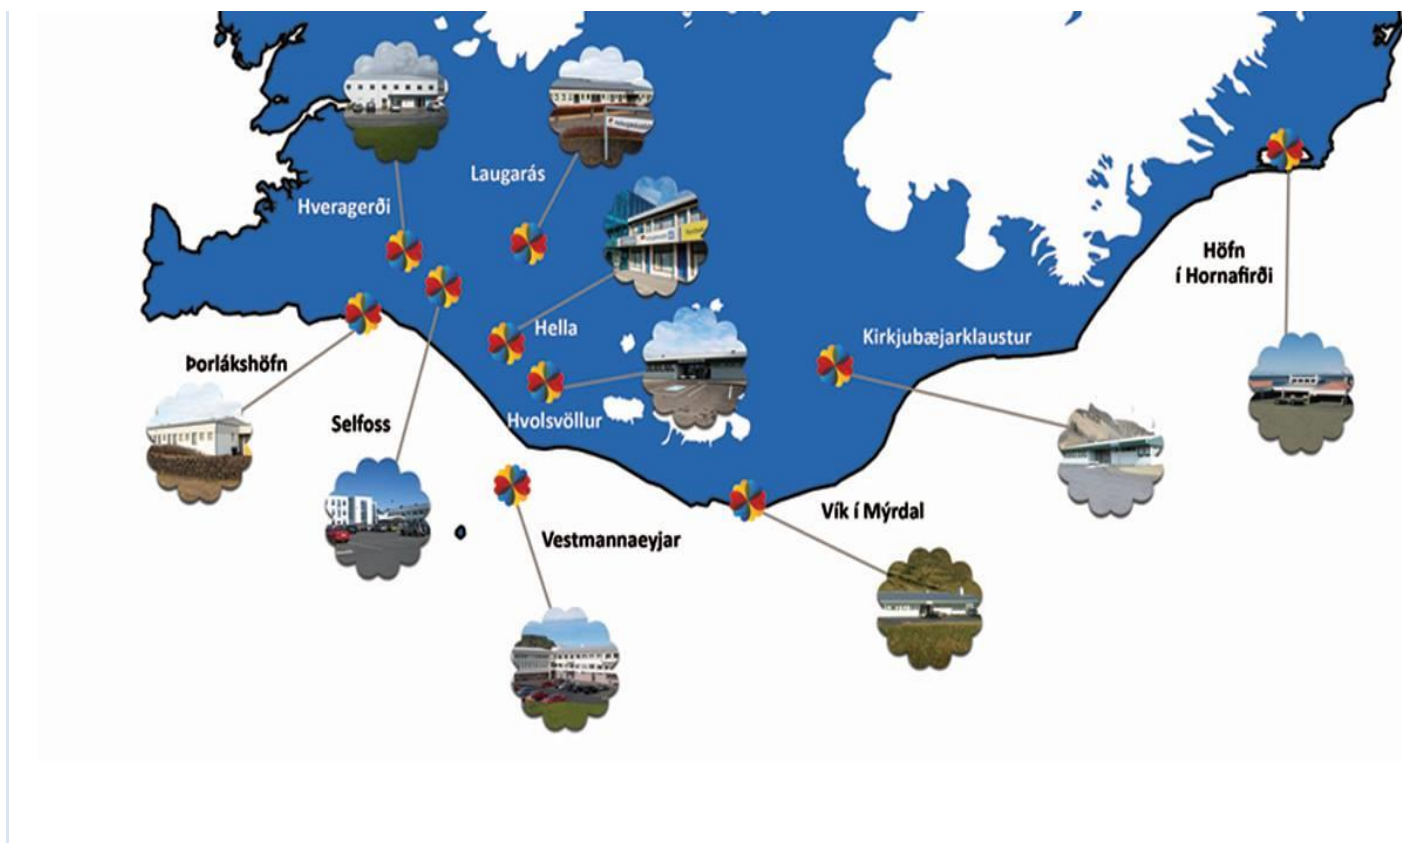 Laugarás
Hveragerði
Höfn
í Hornafirði
Hella
Kirkjubæjarklaustur
Þorlákshöfn
Hvolsvöllur
Selfoss
Vík í Mýrdal
Vestmannaeyjar